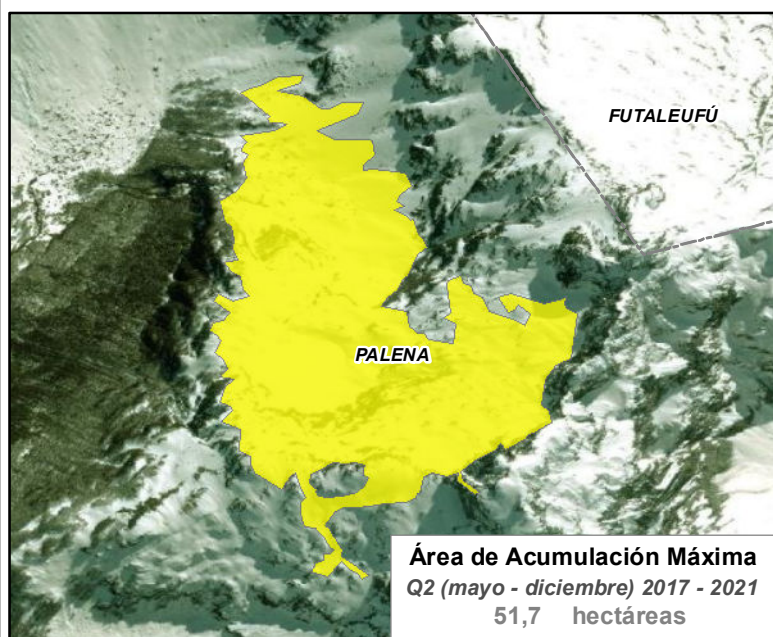 FUTALEUFÚ
PALENA
Área de Acumulación Máxima
Q2 (mayo - diciembre) 2017 - 2021
51,7 hectáreas